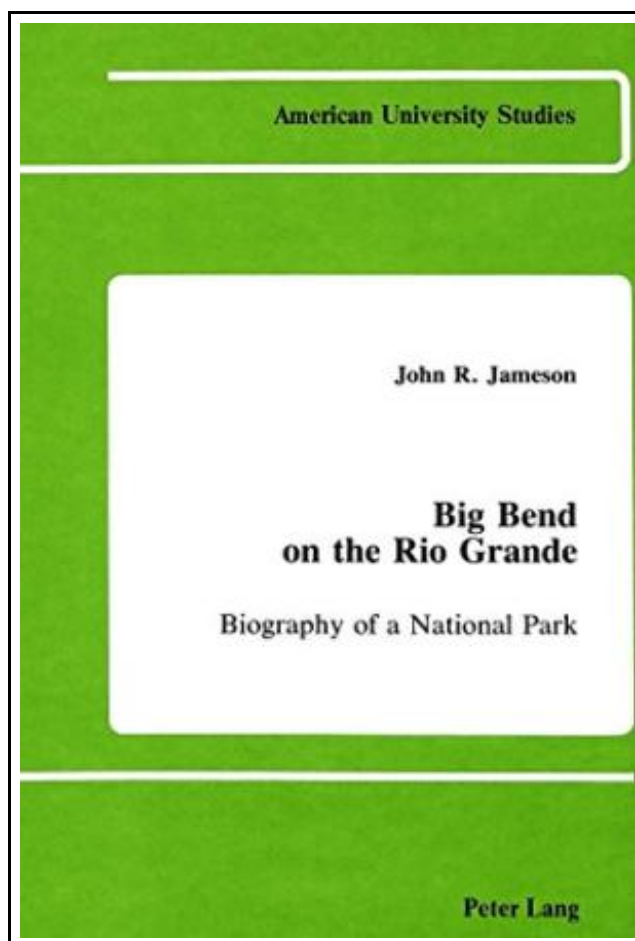 American University Studies
John R. Jameson
Big Bend
on the Rio Grande
Biography of a National Park
Peter Lang